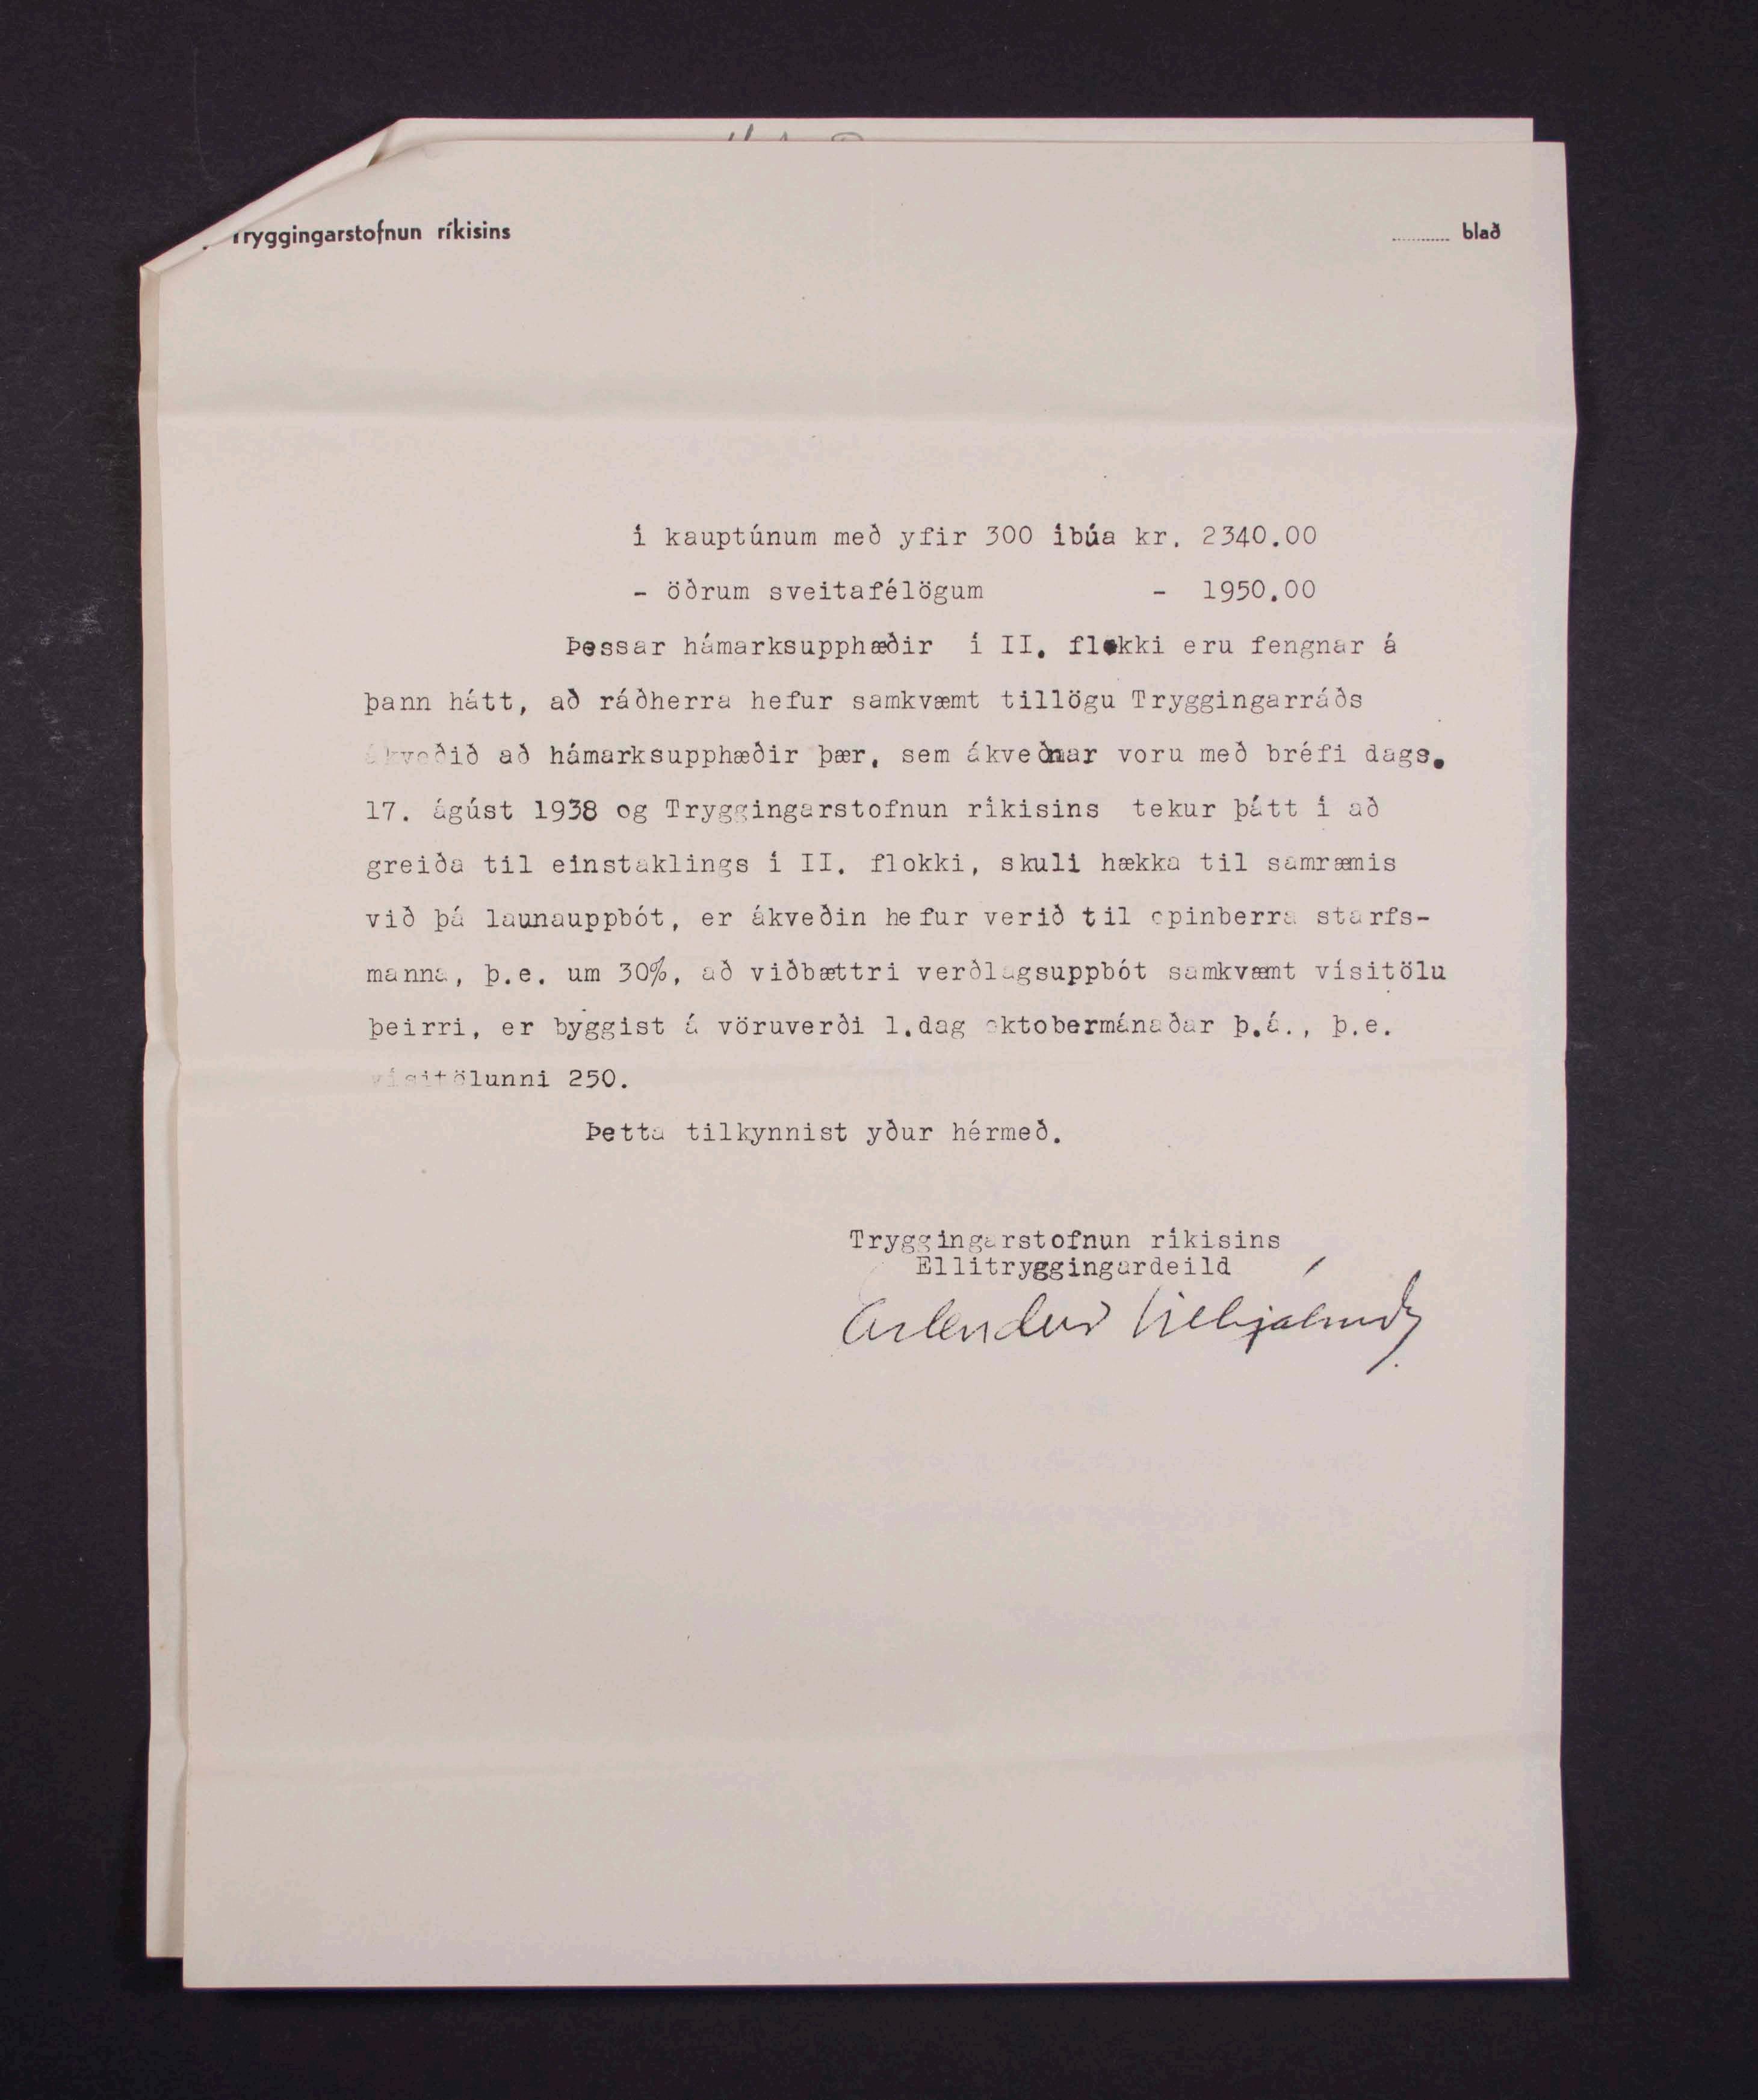 Tryggingarstofnun ríkisins
blað
í kauptúnum með yfir 300 íbúa kr. 2340.00
- öðrum sveitafélögum - 1950.00
Þessar hámarksupphæðir í II. flokki eru fengnar á
þann hátt, að ráðherra hefur samkvæmt tillögu Tryggingarráðs
ákveðið að hámarksupphæðir þær, sem ákveðnar voru með bréfi dags.
17. ágúst 1938 og Tryggingarstofnun ríkisins tekur þátt í að
greiða til einstaklings í II. flokki, skuli hækka til samræmis
við þá launauppbót, er ákveðin hefur verið til opinberra starfs-
manna, þ.e. um 30%, að viðbættri verðlagsuppbót samkvæmt vísitölu
þeirri, er byggist á vöruverði 1.dag oktobermánaðar þ.á., þ.e.
vísitölunni 250.
Þetta tilkynnist yður hérmeð.
Tryggingarstofnun ríkisins
Ellitryggingardeild